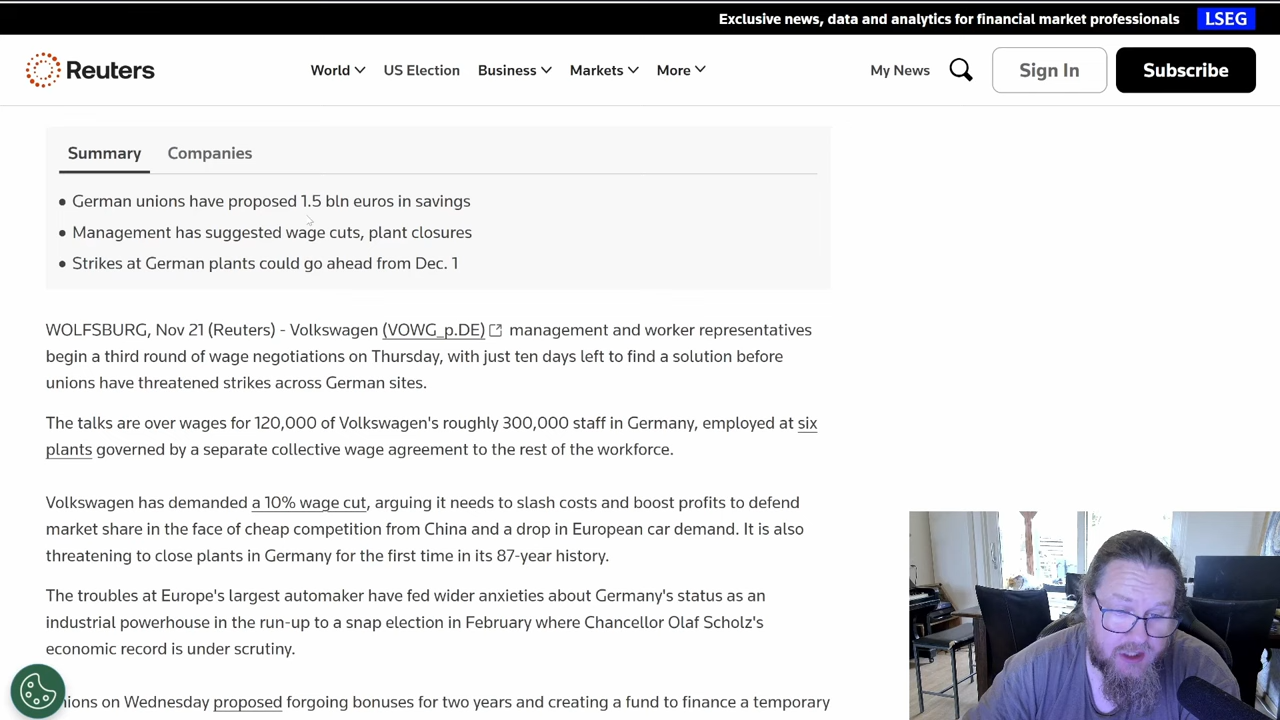 Exclusive news, data and analytics for financial market professionals LSEG
Reuters World US Election Business Markets More My News Sign In Subscribe
Summary Companies
• German unions have proposed 1.5 bln euros in savings
• Management has suggested wage cuts, plant closures
• Strikes at German plants could go ahead from Dec. 1
WOLFSBURG, Nov 21 (Reuters) - Volkswagen (VOWG_p.DE) management and worker representatives
begin a third round of wage negotiations on Thursday, with just ten days left to find a solution before
unions have threatened strikes across German sites.
The talks are over wages for 120,000 of Volkswagen's roughly 300,000 staff in Germany, employed at six
plants governed by a separate collective wage agreement to the rest of the workforce.
Volkswagen has demanded a 10% wage cut, arguing it needs to slash costs and boost profits to defend
market share in the face of cheap competition from China and a drop in European car demand. It is also
threatening to close plants in Germany for the first time in its 87-year history.
The troubles at Europe's largest automaker have fed wider anxieties about Germany's status as an
industrial powerhouse in the run-up to a snap election in February where Chancellor Olaf Scholz's
economic record is under scrutiny.
on Wednesday proposed forgoing bonuses for two years and creating a fund to finance a temporary